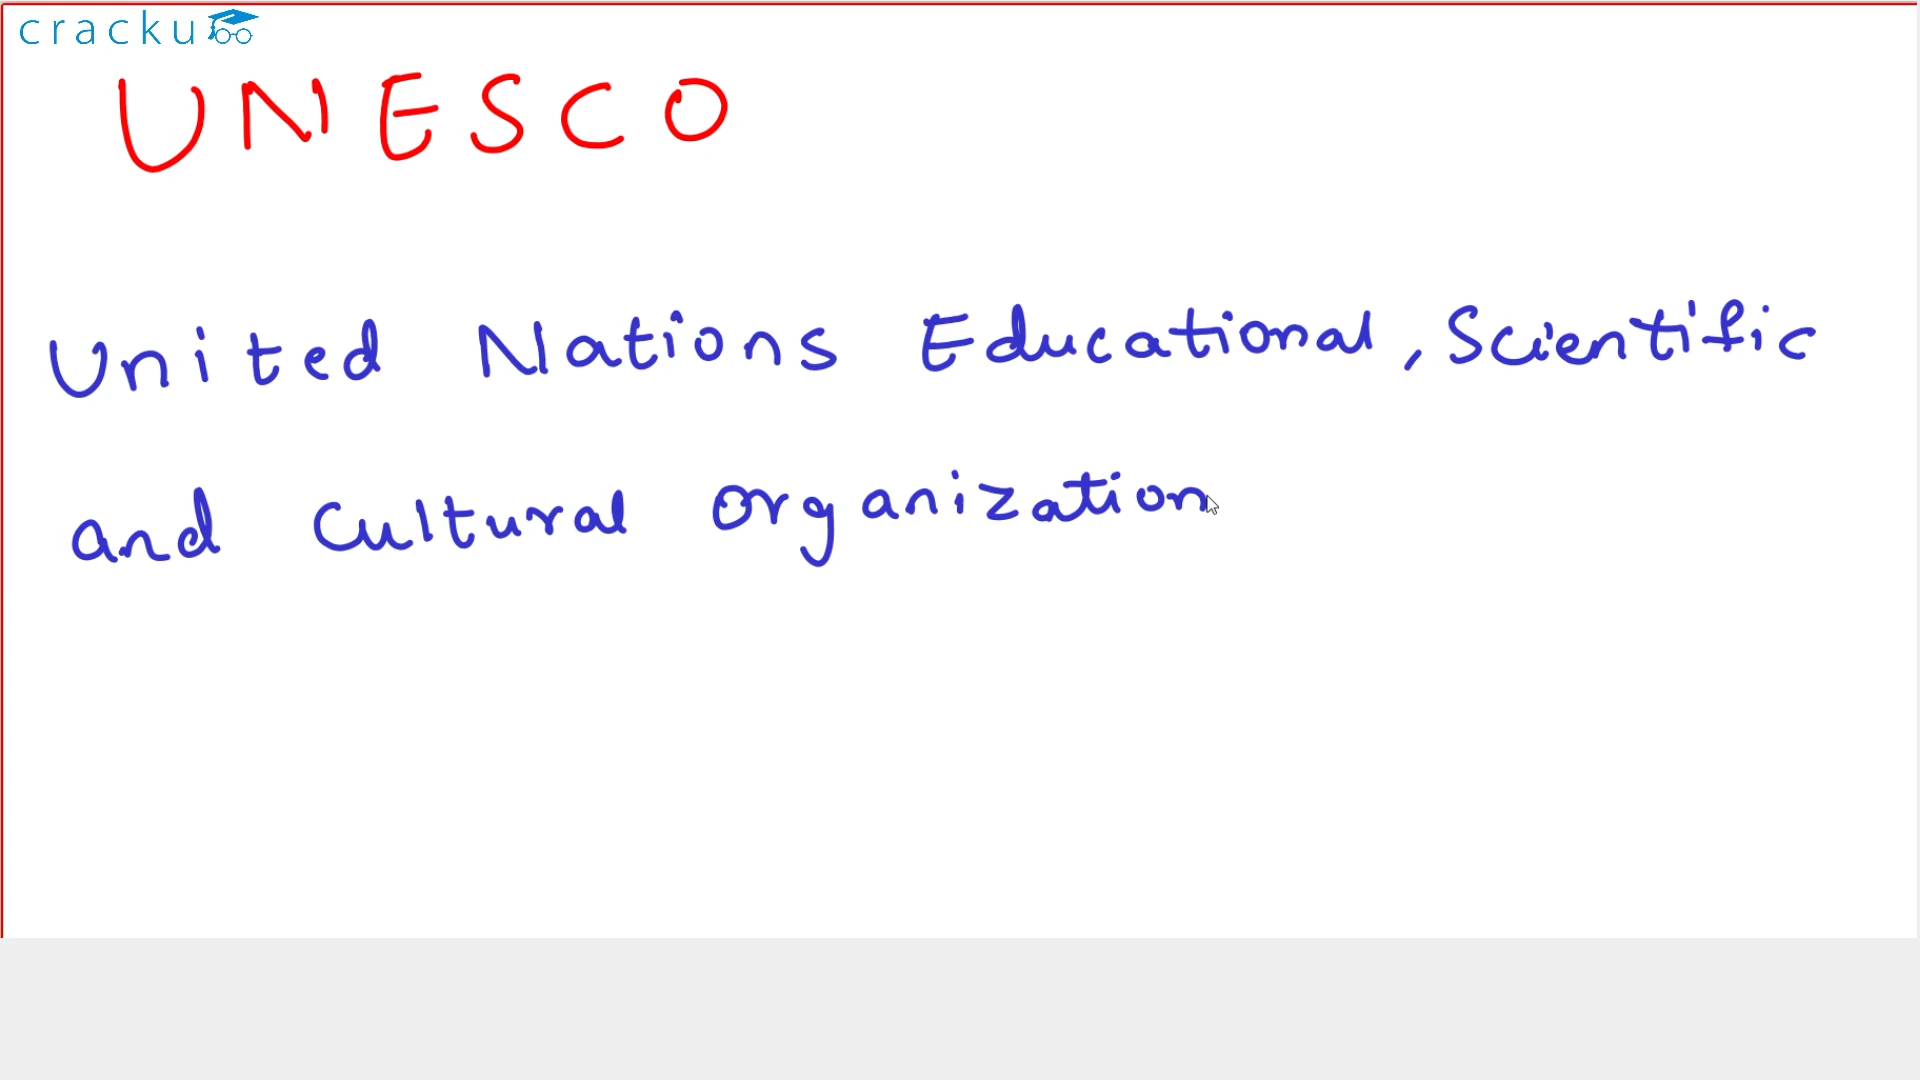 cracku
UNESCO
United Nations Educational, Scientific
and Cultural Organization